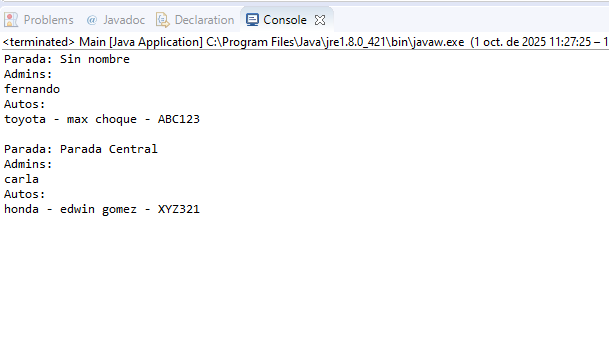 Problems @ Javadoc Declaration Console
<terminated> Main [Java Application] C:\Program Files\Java\jre1.8.0_421\bin\javaw.exe (1 oct. de 2025 11:27:25 – 1
Parada: Sin nombre
Admins:
fernando
Autos:
toyota - max choque - ABC123
Parada: Parada Central
Admins:
carla
Autos:
honda - edwin gomez - XYZ321